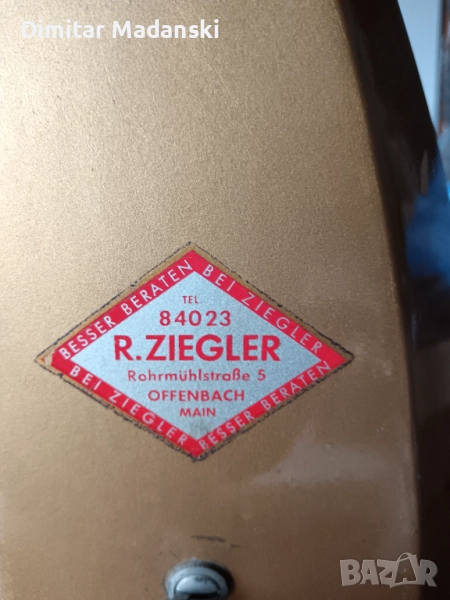 Dimitar Madanski
BESSER BERATEN BEI ZIEGLER
TEL
84023
R.ZIEGLER
Rohrmühlstraße 5
OFFENBACH
MAIN
BEI ZIEGLER BESSER BERATEN
BAZAR